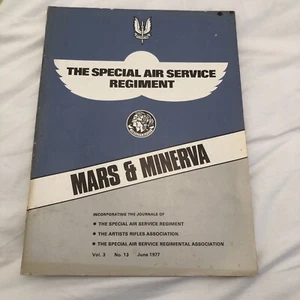 THE SPECIAL AIR SERVICE
REGIMENT
MARS & MINERVA
INCORPORATING THE JOURNALS OF
• THE SPECIAL AIR SERVICE REGIMENT
• THE ARTISTS RIFLES ASSOCIATION
• THE SPECIAL AIR SERVICE REGIMENTAL ASSOCIATION
Vol. 3 No. 13 June 1977